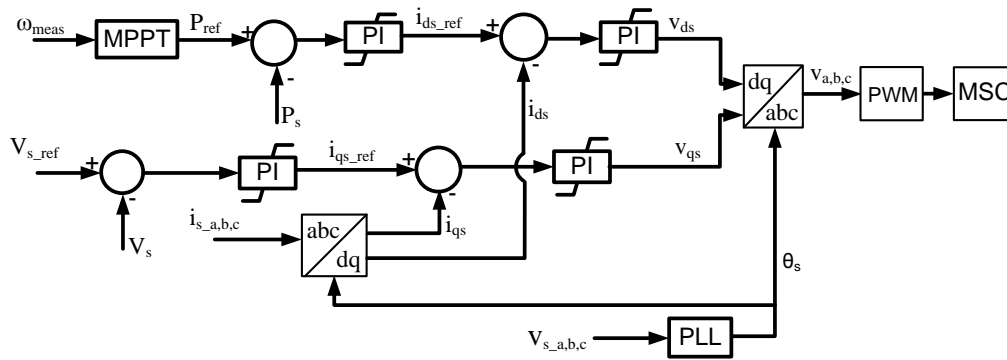 ω_meas
MPPT
P_ref
+
-
P_s
PI
i_ds_ref
+
-
i_ds
PI
v_ds
dq
abc
v_a,b,c
PWM
MSC
V_s_ref
+
-
V_s
PI
i_qs_ref
+
-
i_qs
PI
v_qs
i_s_a,b,c
abc
dq
θ_s
v_s_a,b,c
PLL